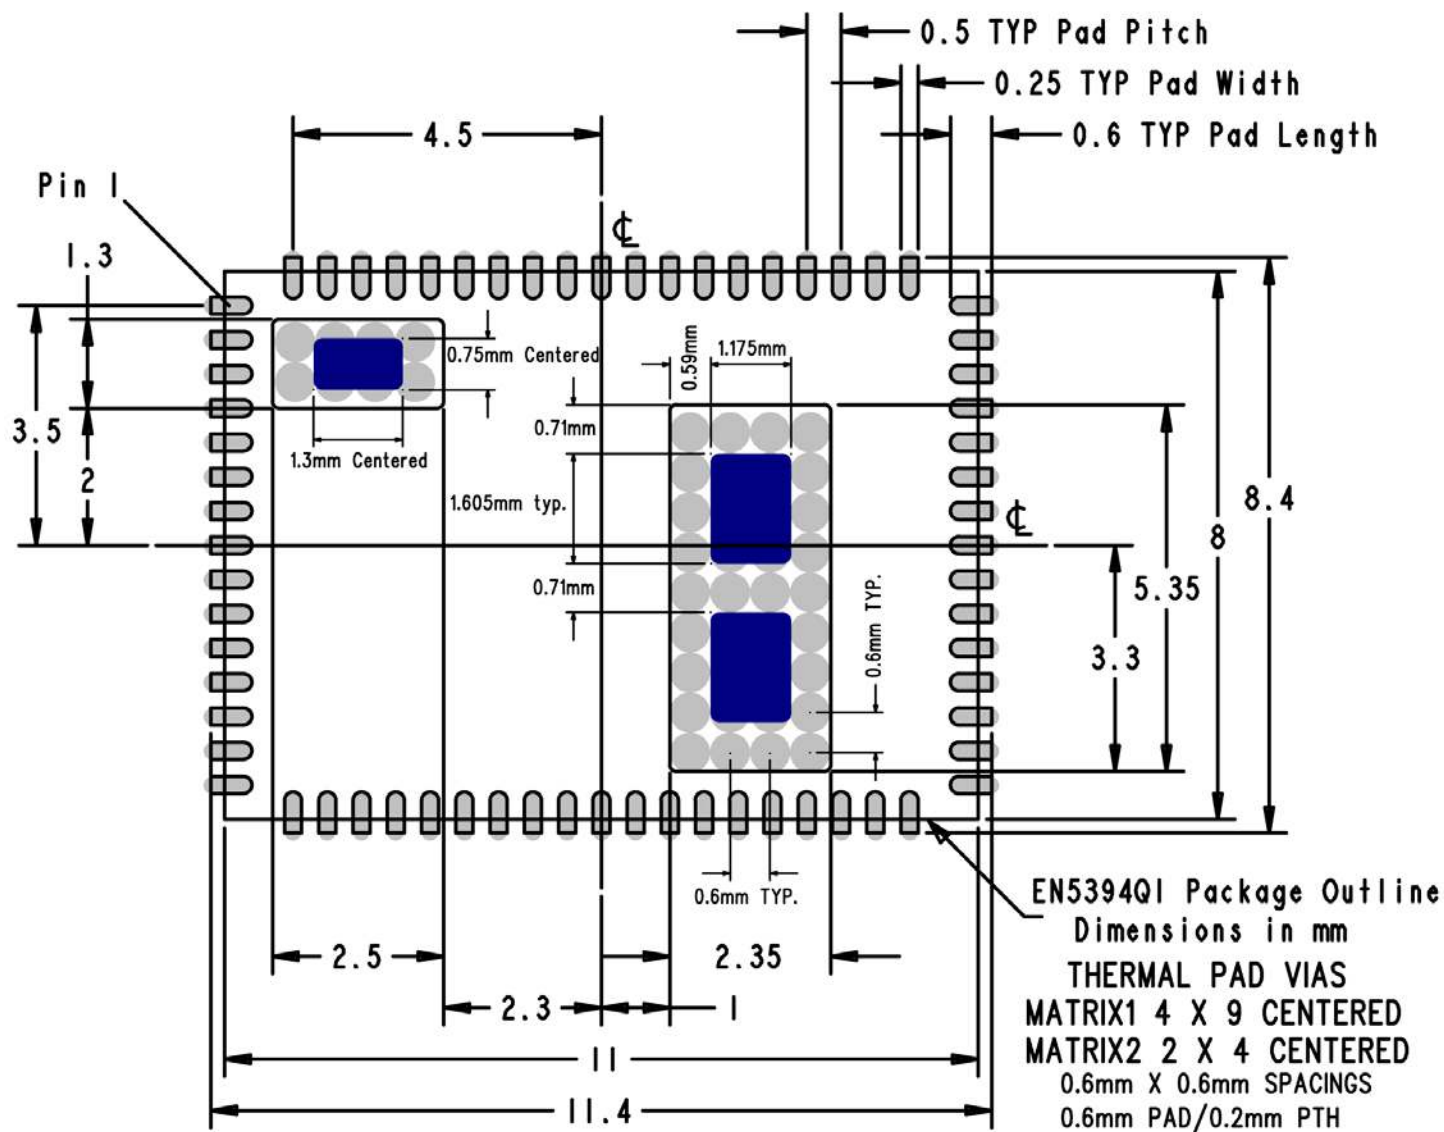 0.5 TYP Pad Pitch
0.25 TYP Pad Width
0.6 TYP Pad Length
4.5
Pin 1
℄
1.3
0.75mm Centered
0.59mm
1.175mm
3.5
0.71mm
1.3mm Centered
2
1.605mm typ.
8.4
℄
8
0.71mm
0.6mm TYP.
5.35
3.3
0.6mm TYP.
EN5394QI Package Outline
Dimensions in mm
2.5
2.35
THERMAL PAD VIAS
2.3
1
MATRIX1 4 X 9 CENTERED
11
MATRIX2 2 X 4 CENTERED
0.6mm X 0.6mm SPACINGS
11.4
0.6mm PAD/0.2mm PTH